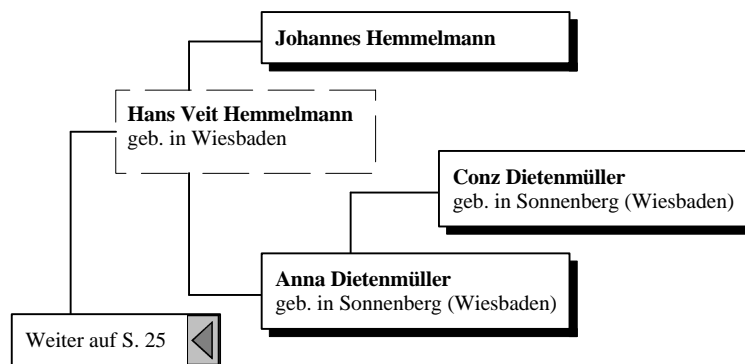 Johannes Hemmelmann
Hans Veit Hemmelmann
geb. in Wiesbaden
Conz Dietenmüller
geb. in Sonnenberg (Wiesbaden)
Anna Dietenmüller
geb. in Sonnenberg (Wiesbaden)
Weiter auf S. 25